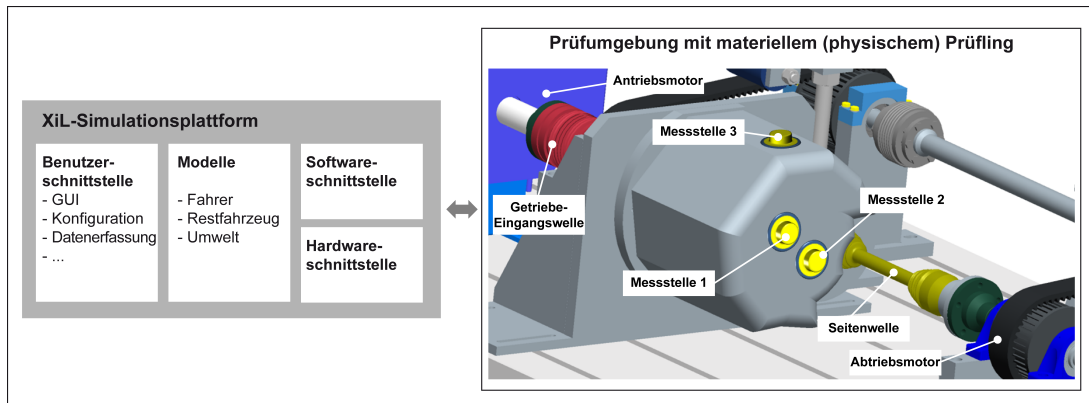 XiL-Simulationsplattform
Benutzer-
schnittstelle
- GUI
- Konfiguration
- Datenerfassung
- ...
Modelle
- Fahrer
- Restfahrzeug
- Umwelt
Software-
schnittstelle
Hardware-
schnittstelle
Prüfumgebung mit materiellem (physischem) Prüfling
Antriebsmotor
Messstelle 3
Getriebe-
Eingangswelle
Messstelle 2
Messstelle 1
Seitenwelle
Abtriebsmotor